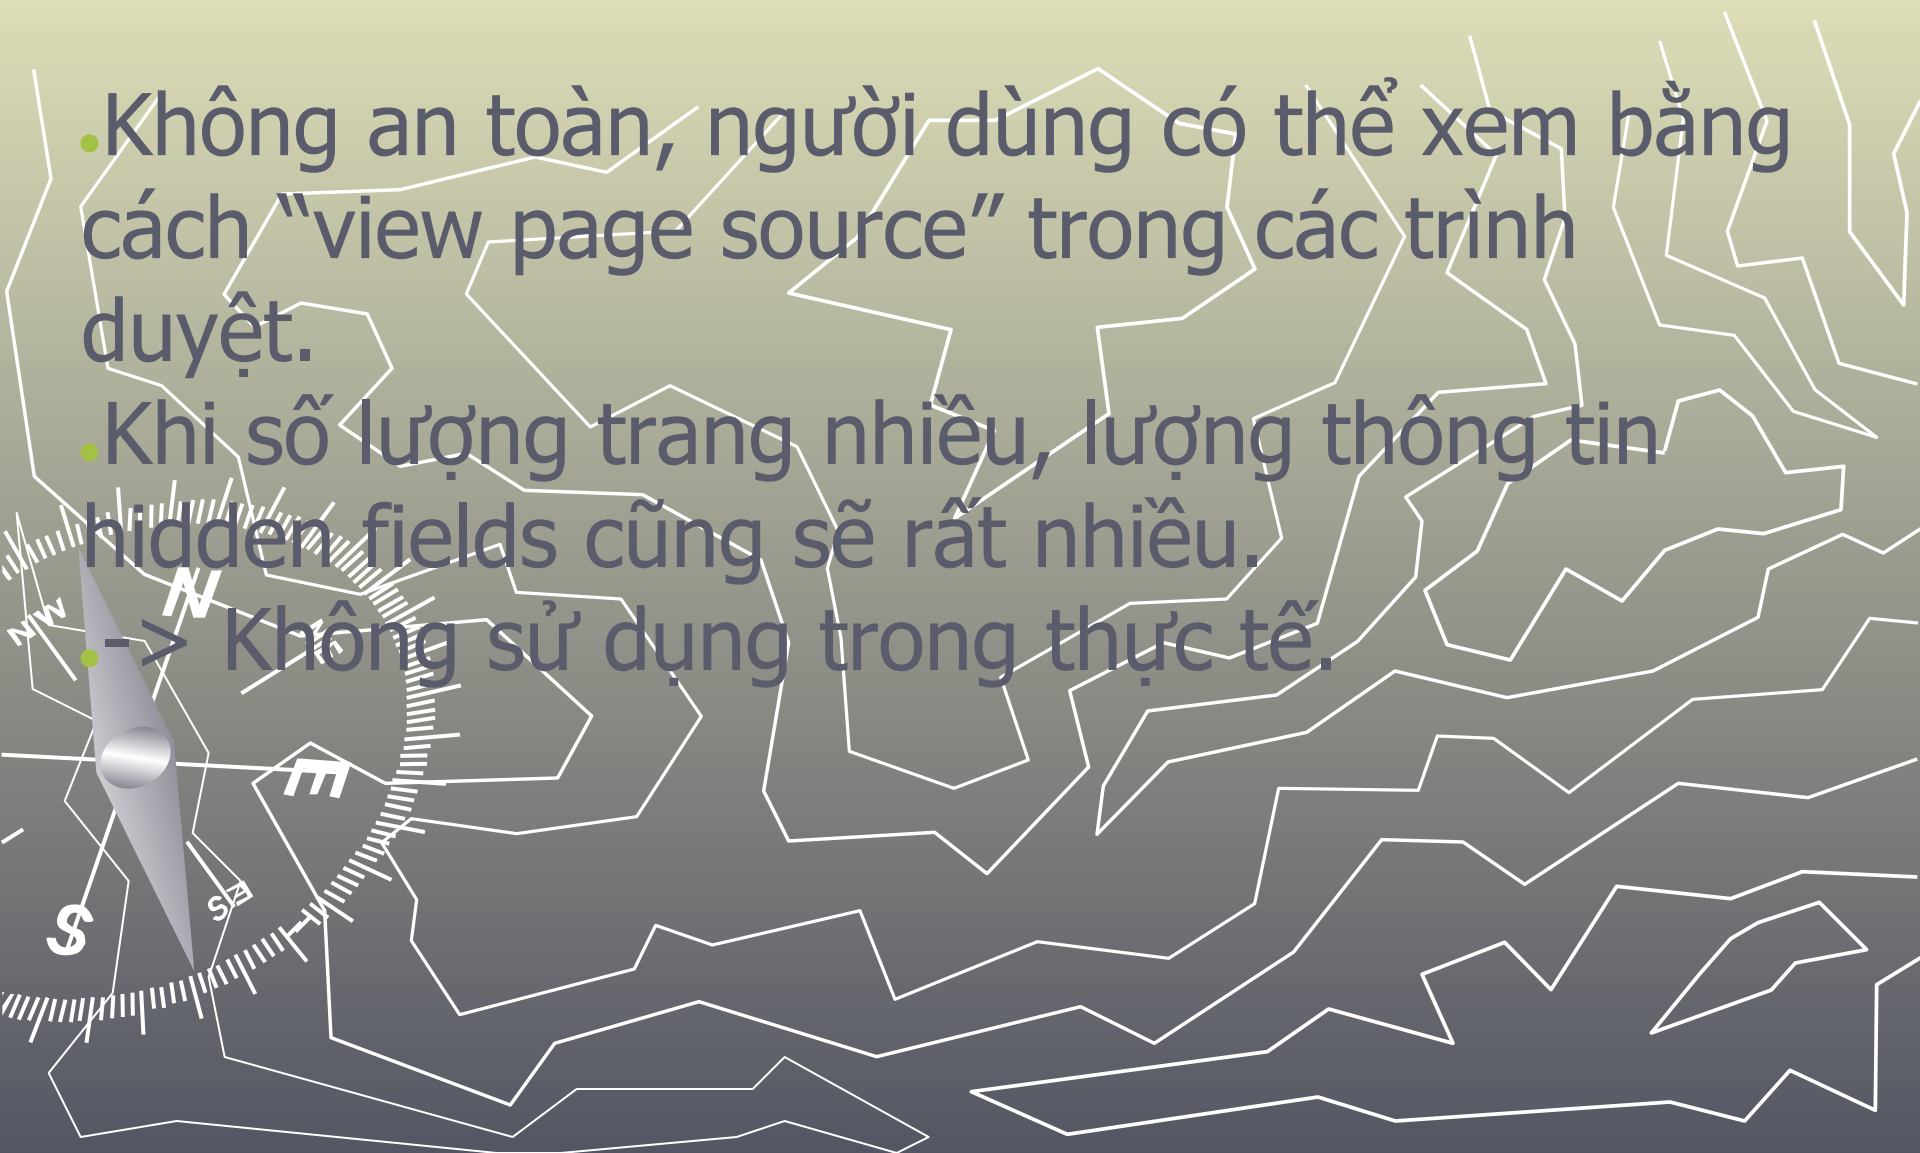 •Không an toàn, người dùng có thể xem bằng
cách “view page source” trong các trình
duyệt.
•Khi số lượng trang nhiều, lượng thông tin
hidden fields cũng sẽ rất nhiều.
•-> Không sử dụng trong thực tế.
NW
N
E
SE
S